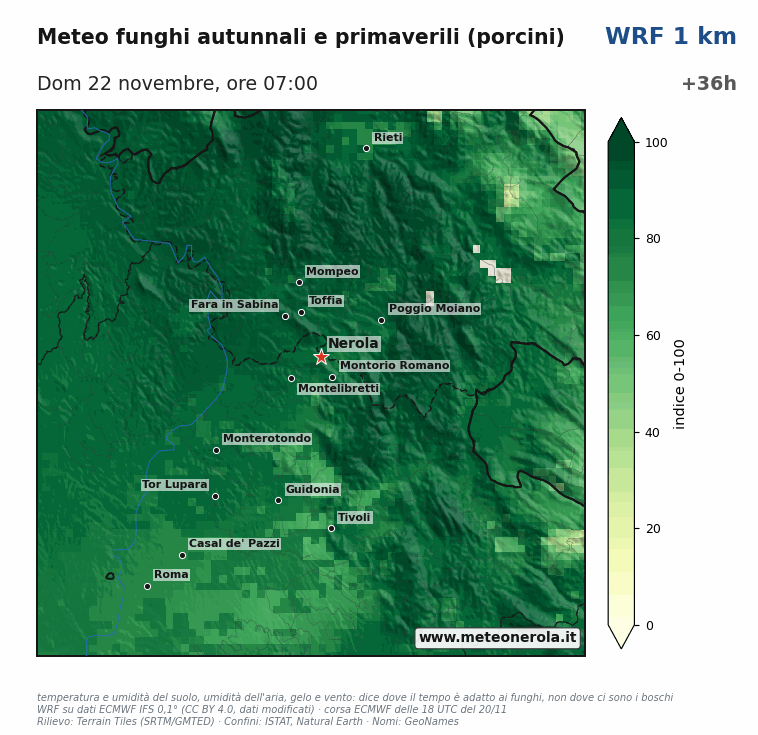 Meteo funghi autunnali e primaverili (porcini)
WRF 1 km
Dom 22 novembre, ore 07:00
+36h
Rieti
Mompeo
Toffia
Fara in Sabina
Poggio Moiano
Nerola
Montorio Romano
Montelibretti
Monterotondo
Tor Lupara
Guidonia
Tivoli
Casal de' Pazzi
Roma
www.meteonerola.it
100
80
60
40
20
0
indice 0-100
temperatura e umidità del suolo, umidità dell'aria, gelo e vento: dice dove il tempo è adatto ai funghi, non dove ci sono i boschi
WRF su dati ECMWF IFS 0,1° (CC BY 4.0, dati modificati) · corsa ECMWF delle 18 UTC del 20/11
Rilievo: Terrain Tiles (SRTM/GMTED) · Confini: ISTAT, Natural Earth · Nomi: GeoNames